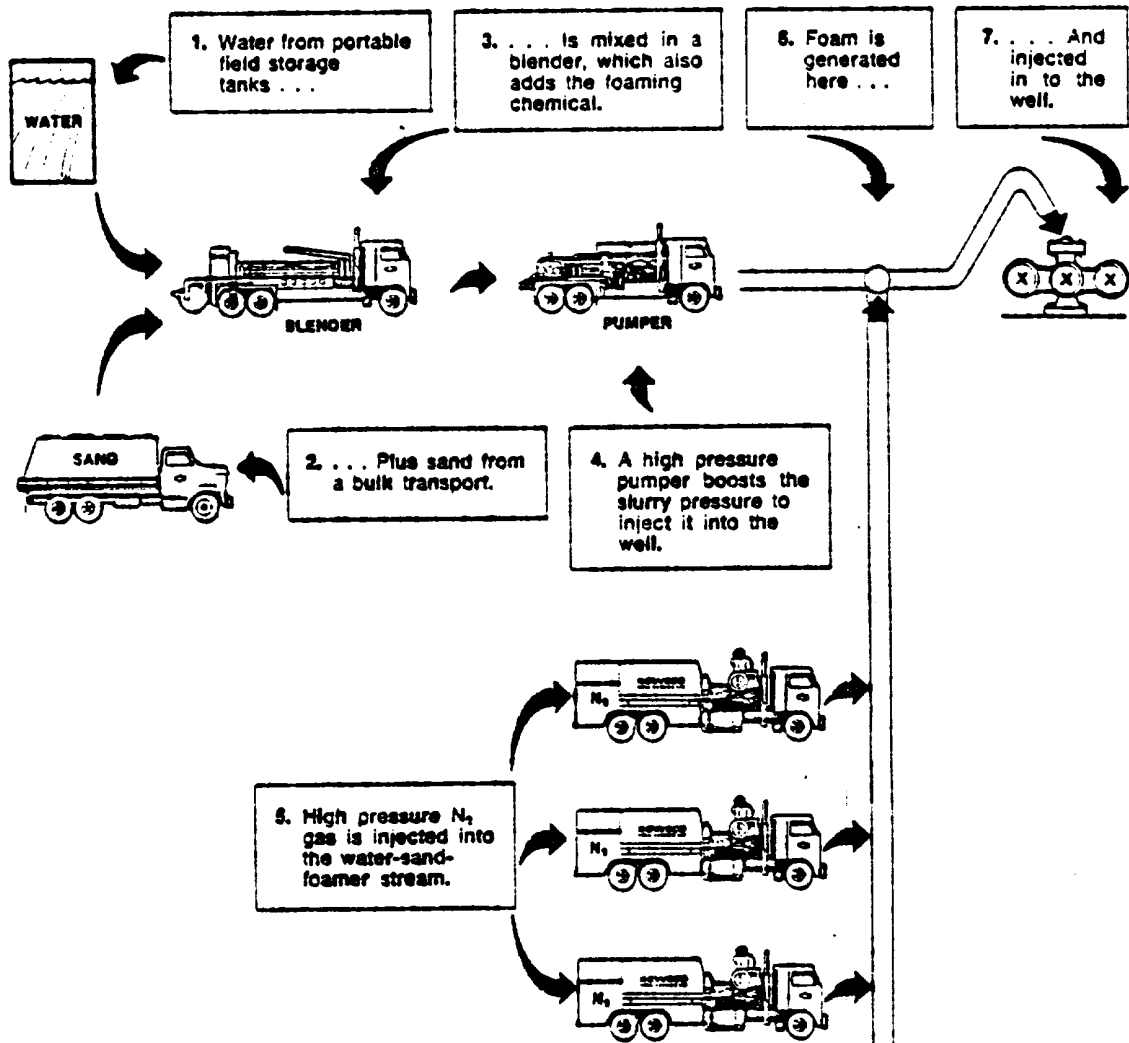 1. Water from portable
field storage
tanks . . .
3. . . . Is mixed in a
blender, which also
adds the foaming
chemical.
6. Foam is
generated
here . . .
7. . . . And
injected
in to the
well.
WATER
BLENDER
PUMPER
SAND
2. . . . Plus sand from
a bulk transport.
4. A high pressure
pumper boosts the
slurry pressure to
inject it into the
well.
N₂
5. High pressure N₂
gas is injected into
the water-sand-
foamer stream.
N₂
N₂
X X X